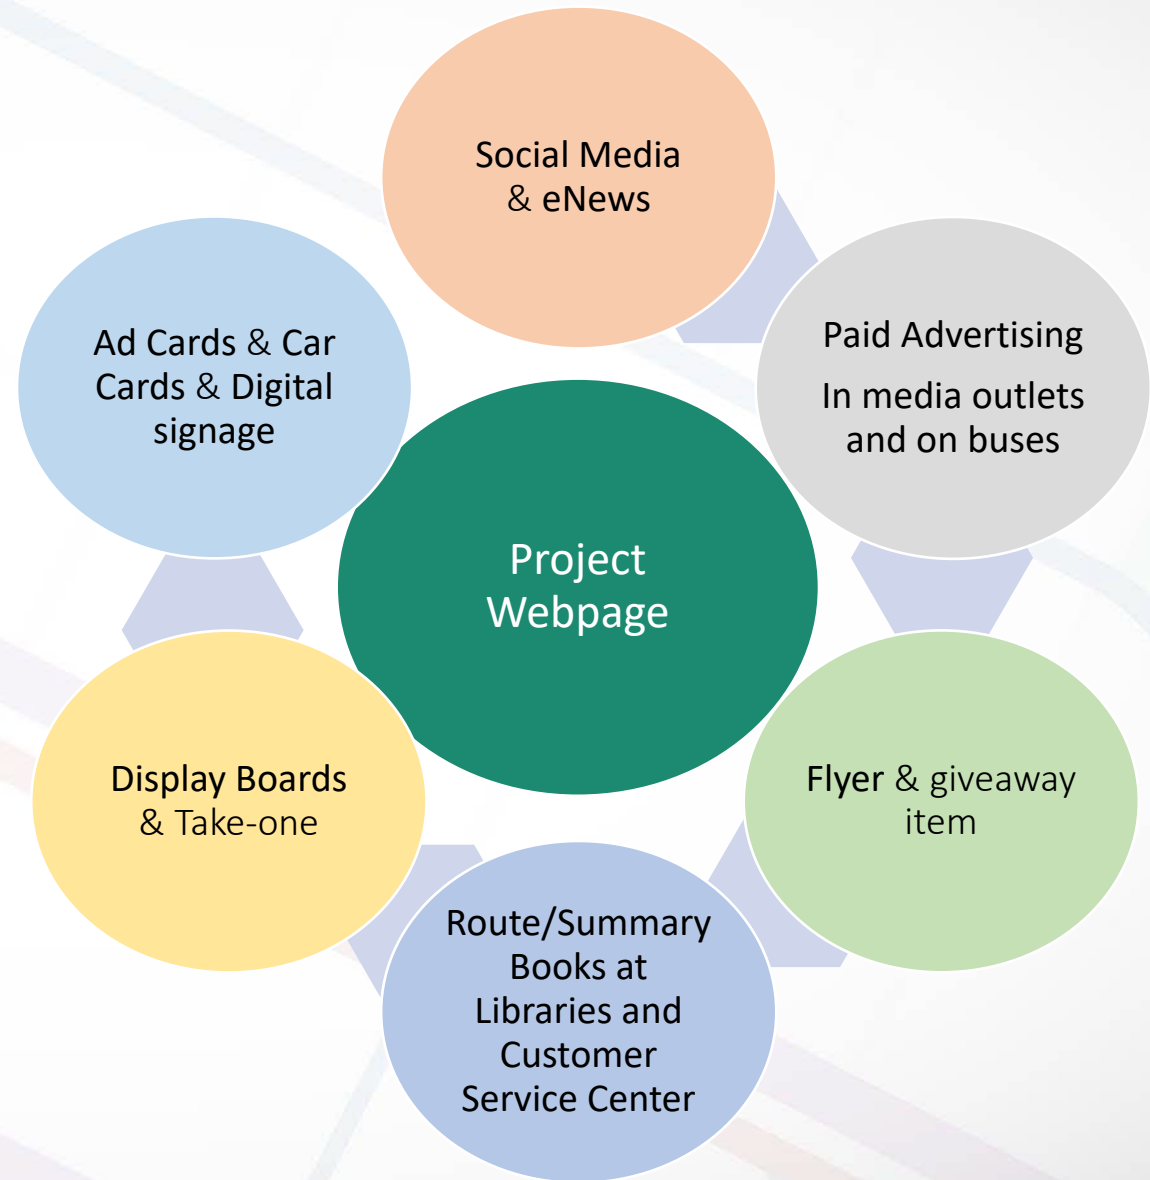 Social Media
& eNews
Paid Advertising
In media outlets
and on buses
Flyer & giveaway
item
Route/Summary
Books at
Libraries and
Customer
Service Center
Display Boards
& Take-one
Ad Cards & Car
Cards & Digital
signage
Project
Webpage